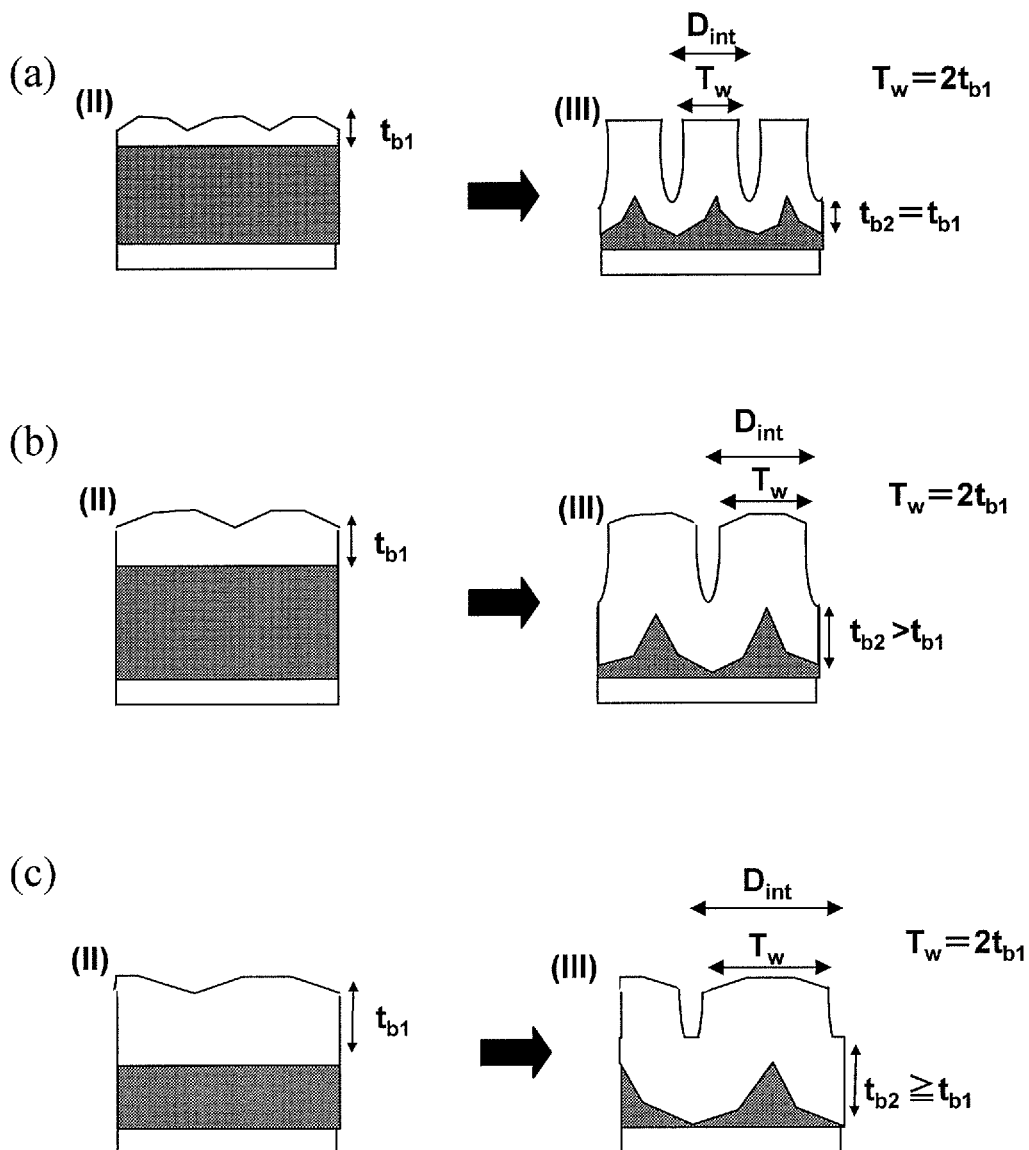 (a)
(II)
t_b1
(III)
D_int
T_w
T_w=2t_b1
t_b2=t_b1
(b)
(II)
t_b1
(III)
D_int
T_w
T_w=2t_b1
t_b2>t_b1
(c)
(II)
t_b1
(III)
D_int
T_w
T_w=2t_b1
t_b2≧t_b1